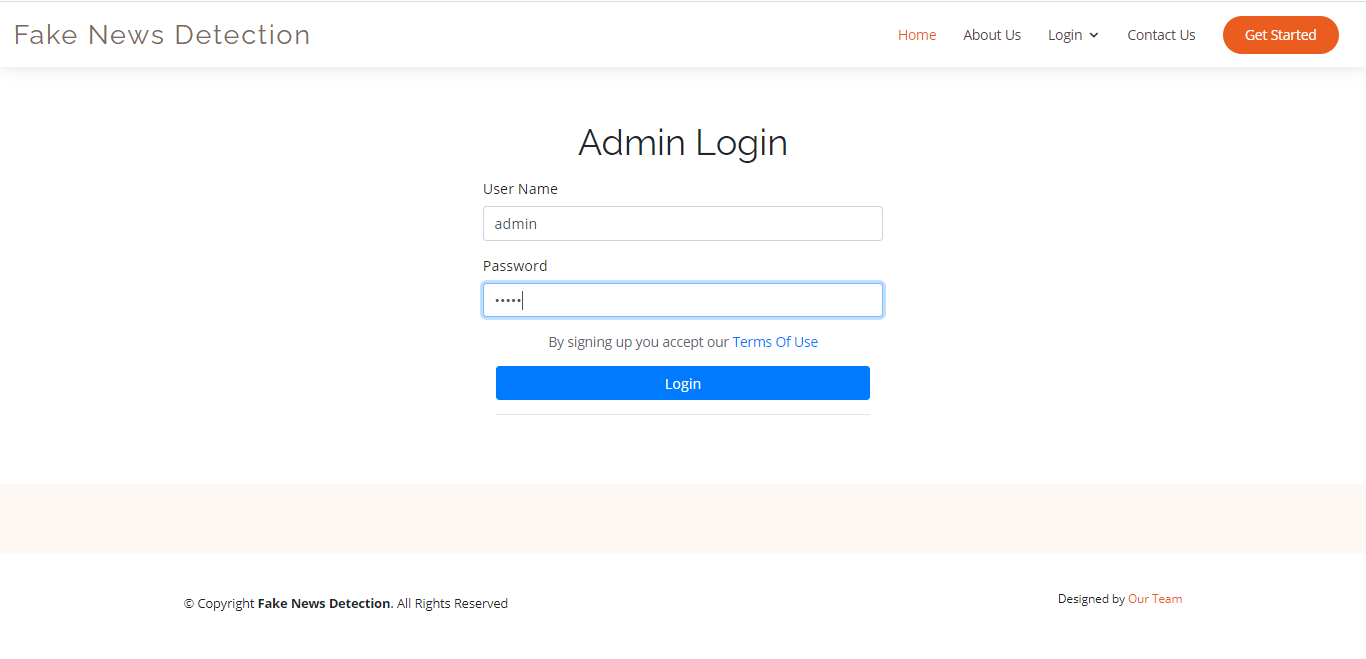 Fake News Detection
Home About Us Login Contact Us Get Started
Admin Login
User Name
admin
Password
•••••
By signing up you accept our Terms Of Use
Login
© Copyright Fake News Detection. All Rights Reserved
Designed by Our Team